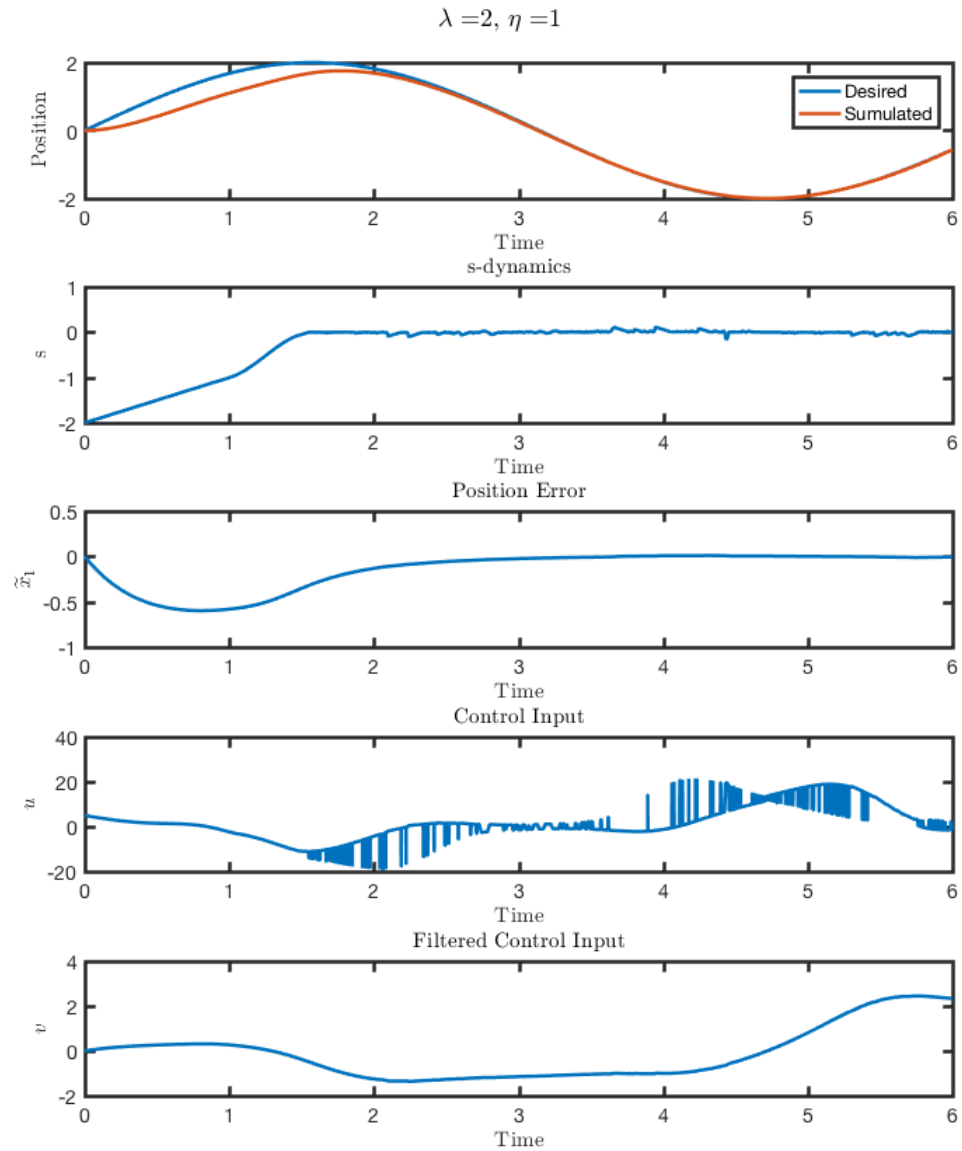 λ =2, η =1
2
0
-2
Position
Desired
Sumulated
0 1 2 3 4 5 6
Time
s-dynamics
1
0
-1
-2
s
0 1 2 3 4 5 6
Time
Position Error
0.5
0
-0.5
-1
x̃₁
0 1 2 3 4 5 6
Time
Control Input
40
20
0
-20
u
0 1 2 3 4 5 6
Time
Filtered Control Input
4
2
0
-2
v
0 1 2 3 4 5 6
Time